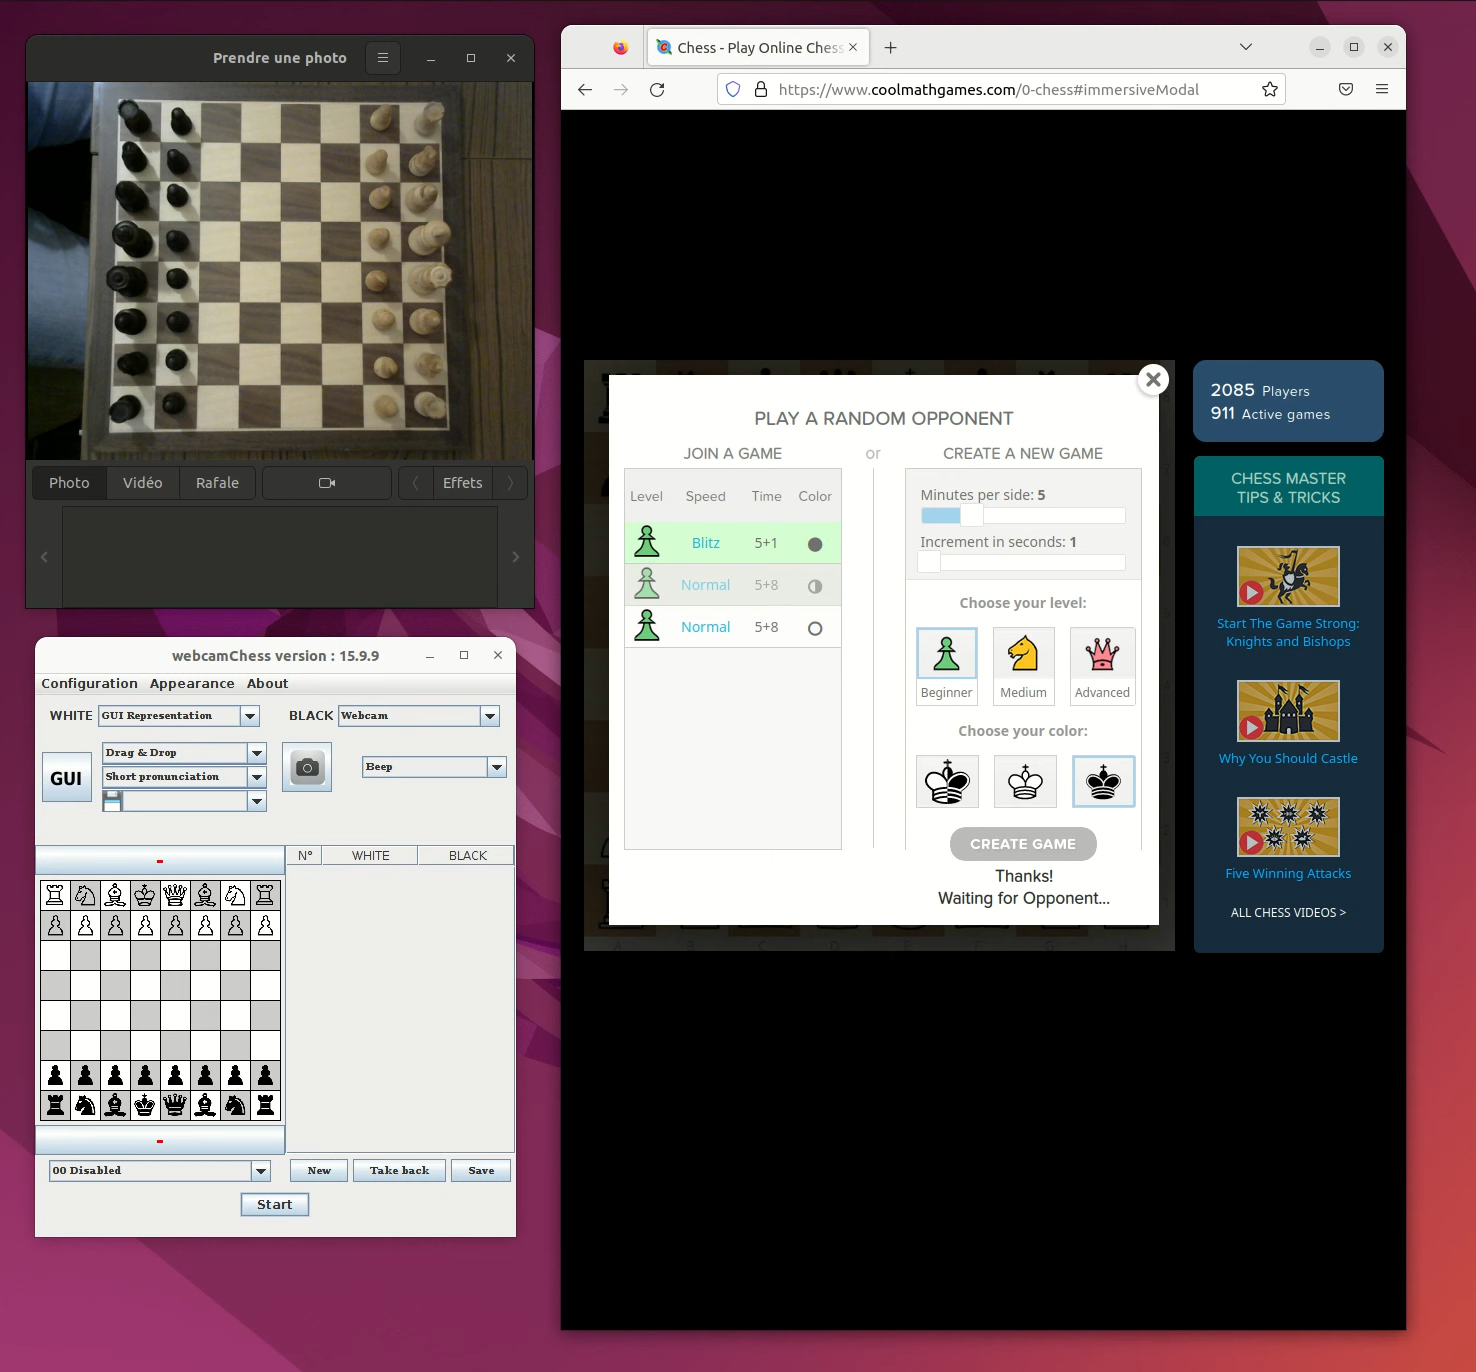 Prendre une photo
Photo
Vidéo
Rafale
Effets
webcamChess version : 15.9.9
Configuration
Appearance
About
WHITE
GUI Representation
BLACK
Webcam
GUI
Drag & Drop
Short pronunciation
Beep
-
N°
WHITE
BLACK
-
00 Disabled
New
Take back
Save
Start
Chess - Play Online Chess
https://www.coolmathgames.com/0-chess#immersiveModal
PLAY A RANDOM OPPONENT
JOIN A GAME
or
CREATE A NEW GAME
Level
Speed
Time
Color
Blitz
5+1
Normal
5+8
Normal
5+8
Minutes per side: 5
Increment in seconds: 1
Choose your level:
Beginner
Medium
Advanced
Choose your color:
CREATE GAME
Thanks!
Waiting for Opponent...
A B C D E F G H
2085 Players
911 Active games
CHESS MASTER
TIPS & TRICKS
Start The Game Strong:
Knights and Bishops
Why You Should Castle
Five Winning Attacks
ALL CHESS VIDEOS >